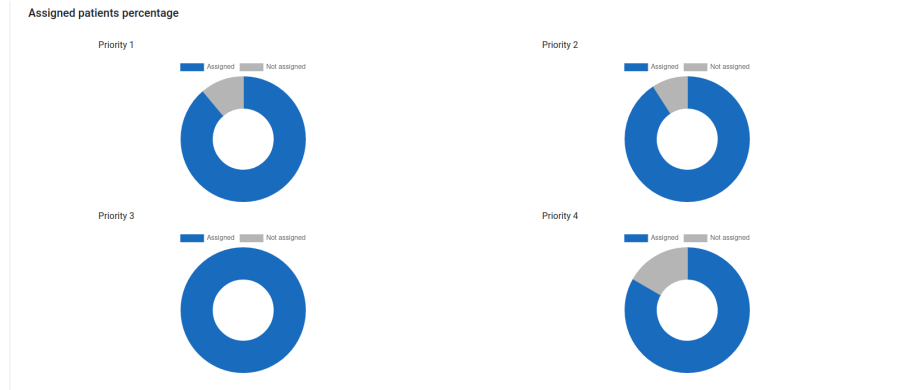 Assigned patients percentage
Priority 1
Assigned Not assigned
Priority 2
Assigned Not assigned
Priority 3
Assigned Not assigned
Priority 4
Assigned Not assigned